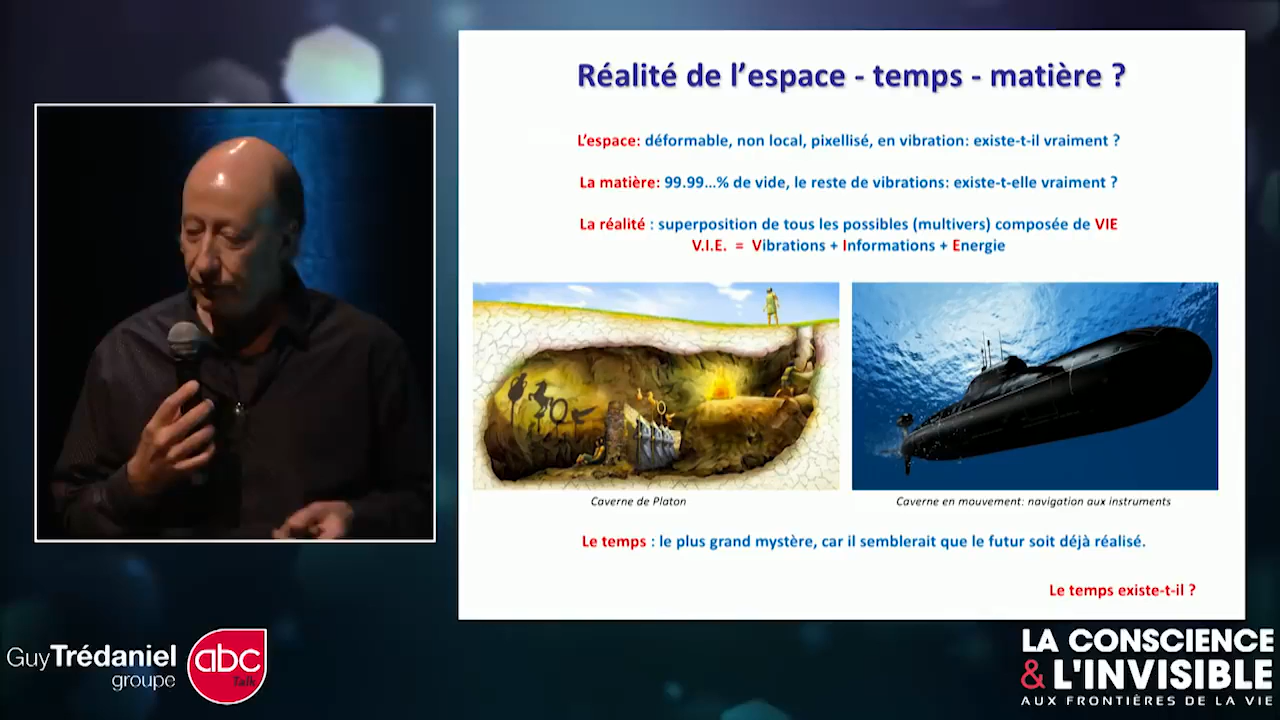 Réalité de l'espace - temps - matière ?
L'espace: déformable, non local, pixellisé, en vibration: existe-t-il vraiment ?
La matière: 99.99...% de vide, le reste de vibrations: existe-t-elle vraiment ?
La réalité : superposition de tous les possibles (multivers) composée de VIE
V.I.E. = Vibrations + Informations + Energie
Caverne de Platon
Caverne en mouvement: navigation aux instruments
Le temps : le plus grand mystère, car il semblerait que le futur soit déjà réalisé.
Le temps existe-t-il ?
GuyTrédaniel
groupe
abc
Talk
LA CONSCIENCE
& L'INVISIBLE
AUX FRONTIÈRES DE LA VIE